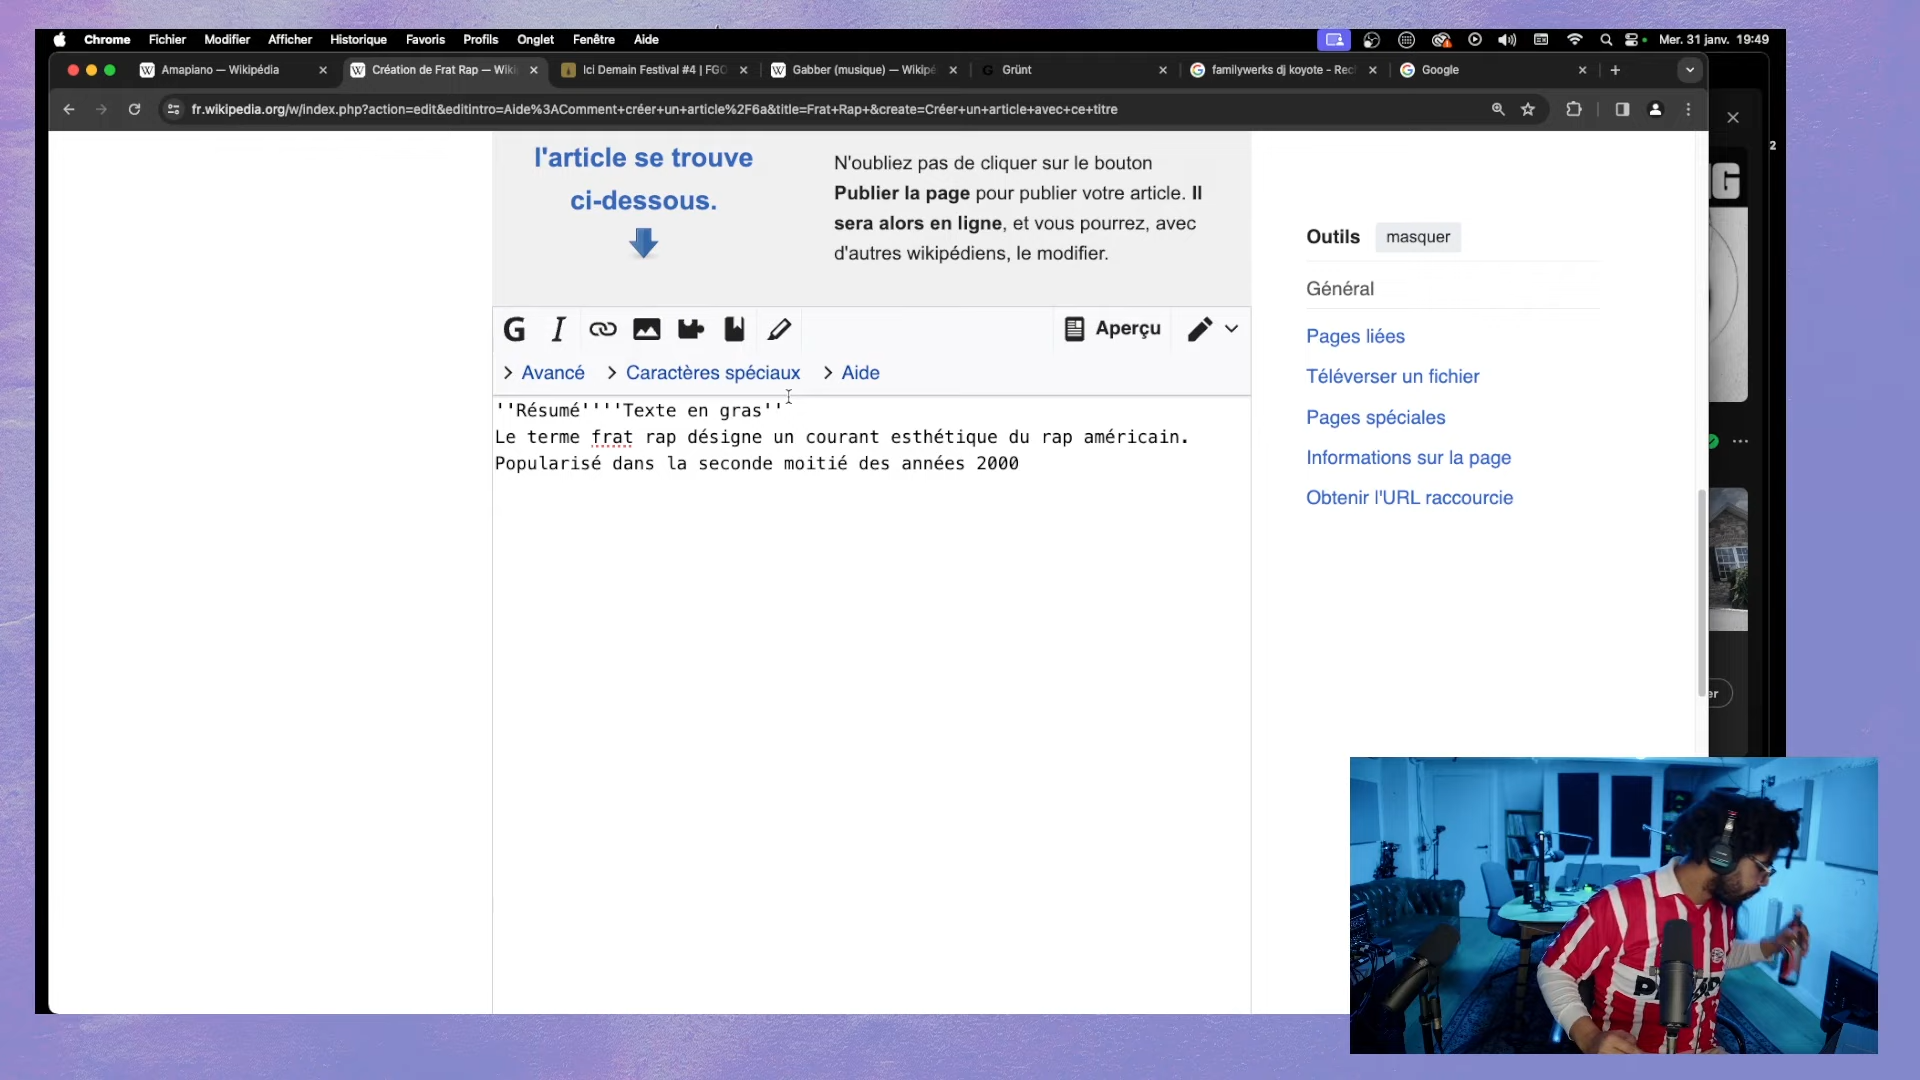 Chrome Fichier Modifier Afficher Historique Favoris Profils Onglet Fenêtre Aide Mer. 31 janv. 19:49
Amapiano — Wikipédia Création de Frat Rap — Wiki Ici Demain Festival #4 | FGO Gabber (musique) — Wikipé Grünt familywerks dj koyote - Rec Google
fr.wikipedia.org/w/index.php?action=edit&editintro=Aide%3AComment+créer+un+article%2F6a&title=Frat+Rap+&create=Créer+un+article+avec+ce+titre
l'article se trouve
ci-dessous.
N'oubliez pas de cliquer sur le bouton
Publier la page pour publier votre article. Il
sera alors en ligne, et vous pourrez, avec
d'autres wikipédiens, le modifier.
G I Aperçu
Avancé Caractères spéciaux Aide
''Résumé''''Texte en gras''
Le terme frat rap désigne un courant esthétique du rap américain.
Popularisé dans la seconde moitié des années 2000
Outils masquer
Général
Pages liées
Téléverser un fichier
Pages spéciales
Informations sur la page
Obtenir l'URL raccourcie
2
G
er